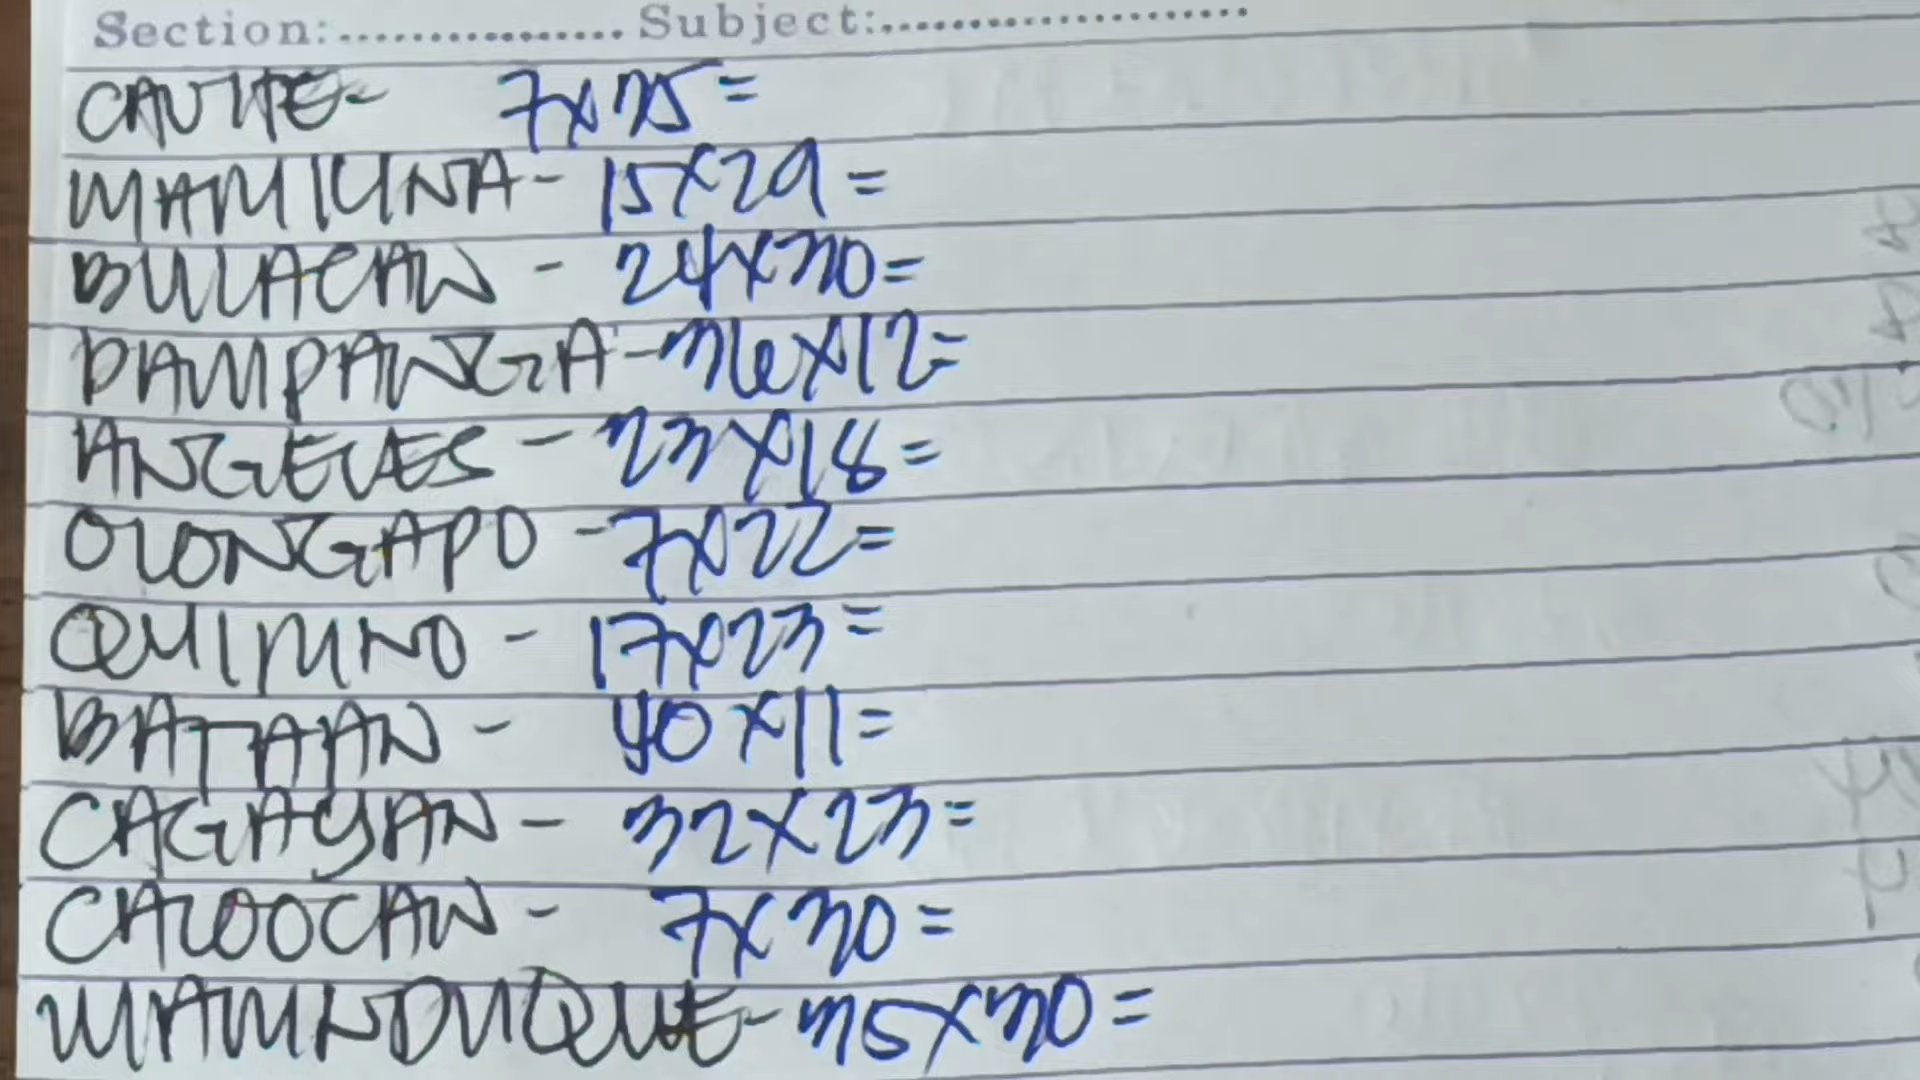 Section:................ Subject:.....................
CAVITE- 7x35=
MARIKINA- 15x29=
BULACAN - 24x30=
PAMPANGA -36x12=
ANGELES - 23x18=
OLONGAPO -7x22=
QUIRINO - 17x23=
BATAAN - 40x11=
CAGAYAN - 32x23=
CALOOCAN - 7x30=
MARINDUQUE- 35x30=